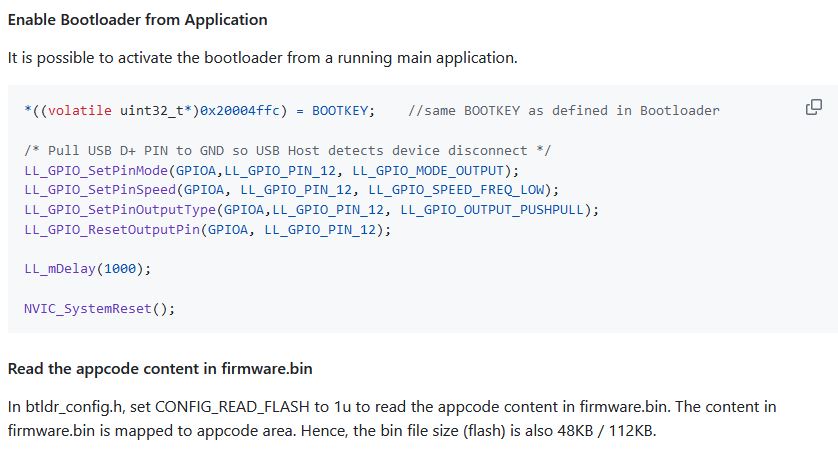 Enable Bootloader from Application
It is possible to activate the bootloader from a running main application.
*((volatile uint32_t*)0x20004ffc) = BOOTKEY;    //same BOOTKEY as defined in Bootloader
/* Pull USB D+ PIN to GND so USB Host detects device disconnect */
LL_GPIO_SetPinMode(GPIOA,LL_GPIO_PIN_12, LL_GPIO_MODE_OUTPUT);
LL_GPIO_SetPinSpeed(GPIOA, LL_GPIO_PIN_12, LL_GPIO_SPEED_FREQ_LOW);
LL_GPIO_SetPinOutputType(GPIOA,LL_GPIO_PIN_12, LL_GPIO_OUTPUT_PUSHPULL);
LL_GPIO_ResetOutputPin(GPIOA, LL_GPIO_PIN_12);
LL_mDelay(1000);
NVIC_SystemReset();
Read the appcode content in firmware.bin
In btldr_config.h, set CONFIG_READ_FLASH to 1u to read the appcode content in firmware.bin. The content in
firmware.bin is mapped to appcode area. Hence, the bin file size (flash) is also 48KB / 112KB.